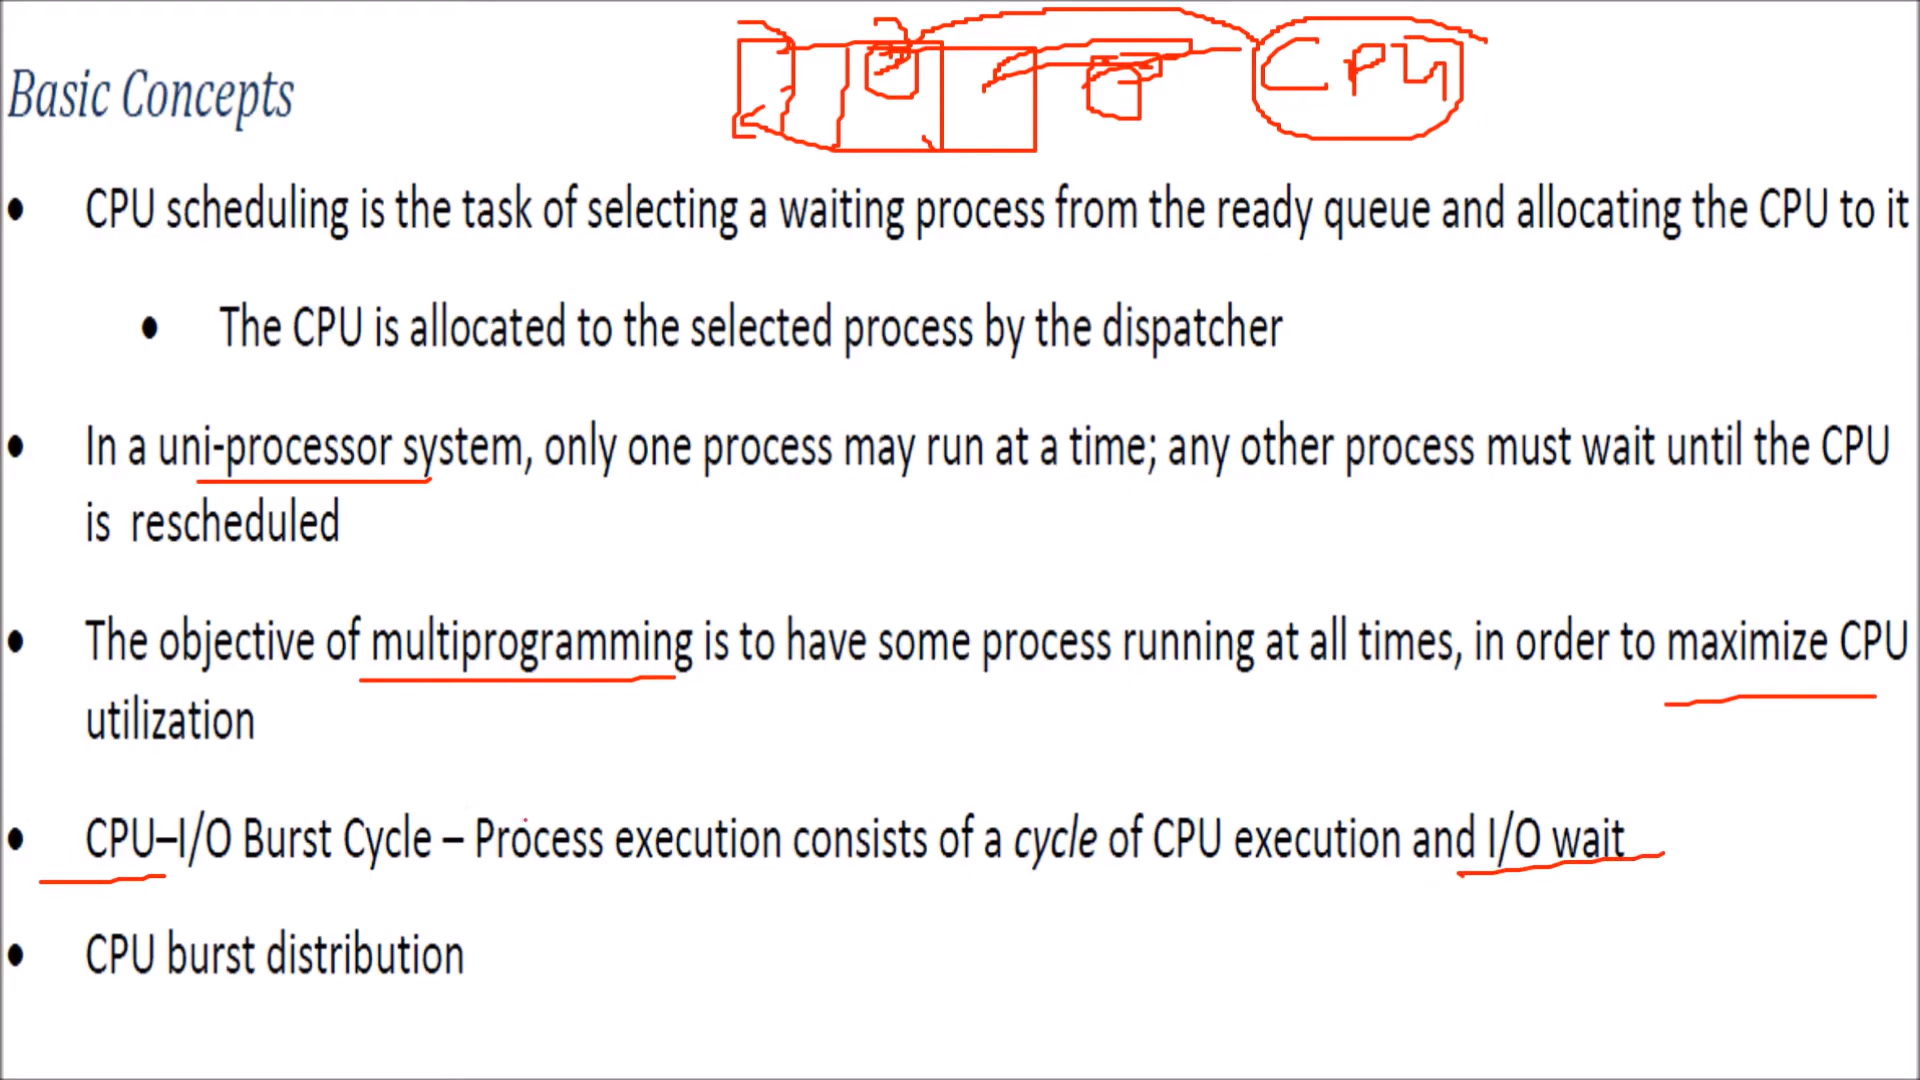 CPU
Basic Concepts
• CPU scheduling is the task of selecting a waiting process from the ready queue and allocating the CPU to it
• The CPU is allocated to the selected process by the dispatcher
• In a uni-processor system, only one process may run at a time; any other process must wait until the CPU
is rescheduled
• The objective of multiprogramming is to have some process running at all times, in order to maximize CPU
utilization
• CPU–I/O Burst Cycle – Process execution consists of a cycle of CPU execution and I/O wait
• CPU burst distribution